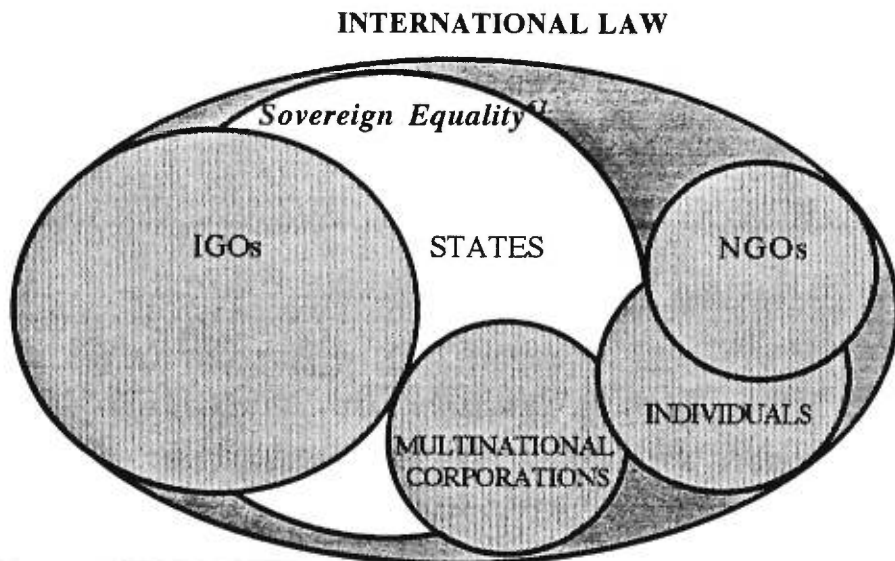 INTERNATIONAL LAW
Sovereign Equality
IGOs
STATES
NGOs
INDIVIDUALS
MULTINATIONAL
CORPORATIONS